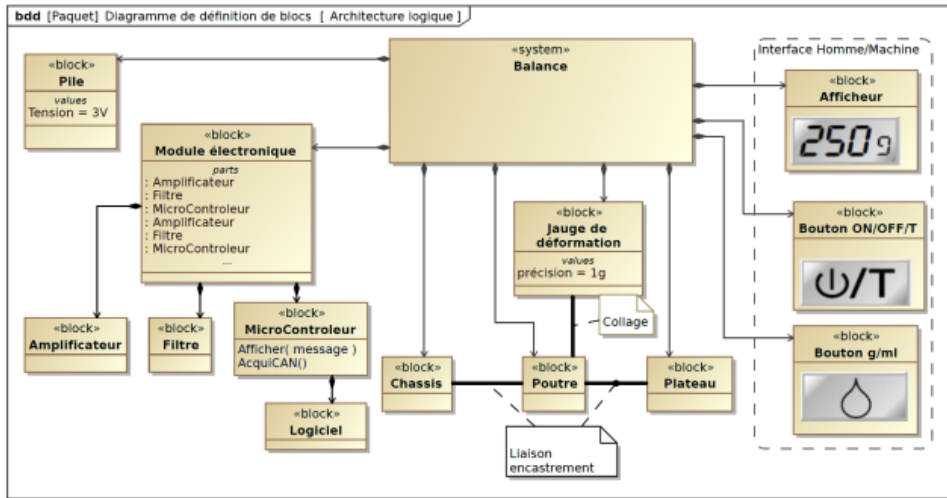 bdd [Paquet] Diagramme de définition de blocs [ Architecture logique ]
«system»
Balance
«block»
Pile
values
Tension = 3V
«block»
Module électronique
parts
: Amplificateur
: Filtre
: MicroControleur
: Amplificateur
: Filtre
: MicroControleur
...
«block»
Amplificateur
«block»
Filtre
«block»
MicroControleur
Afficher( message )
AcquiCAN()
«block»
Logiciel
«block»
Jauge de
déformation
values
précision = 1g
Collage
«block»
Chassis
«block»
Poutre
«block»
Plateau
Liaison
encastrement
Interface Homme/Machine
«block»
Afficheur
250g
«block»
Bouton ON/OFF/T
/T
«block»
Bouton g/ml